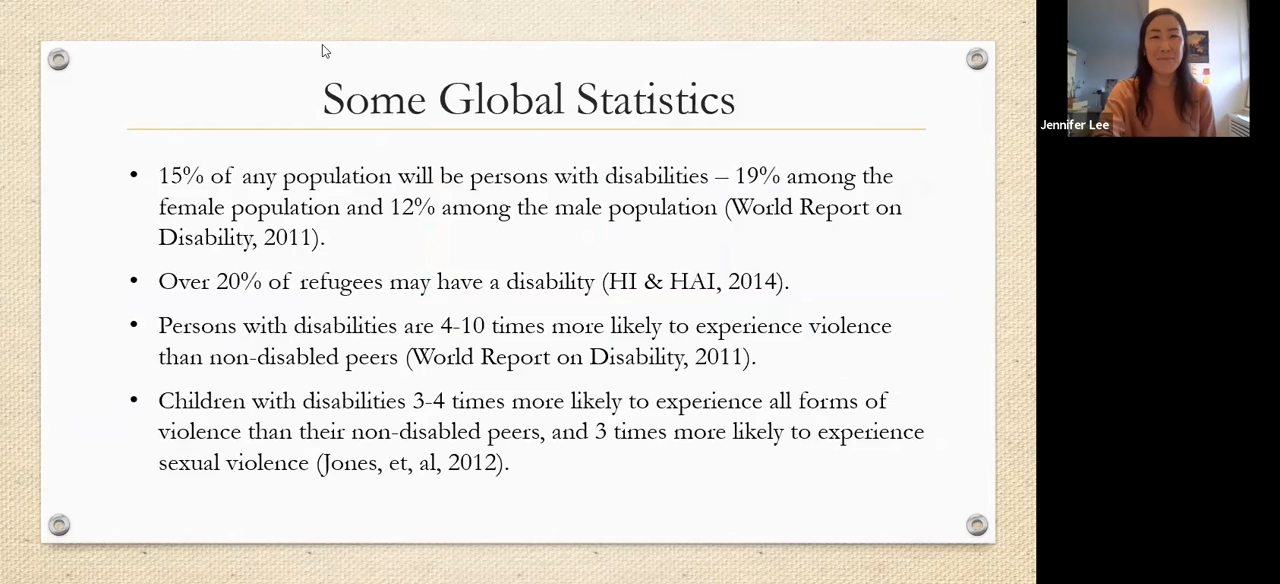 Some Global Statistics
• 15% of any population will be persons with disabilities – 19% among the
female population and 12% among the male population (World Report on
Disability, 2011).
• Over 20% of refugees may have a disability (HI & HAI, 2014).
• Persons with disabilities are 4-10 times more likely to experience violence
than non-disabled peers (World Report on Disability, 2011).
• Children with disabilities 3-4 times more likely to experience all forms of
violence than their non-disabled peers, and 3 times more likely to experience
sexual violence (Jones, et, al, 2012).
Jennifer Lee